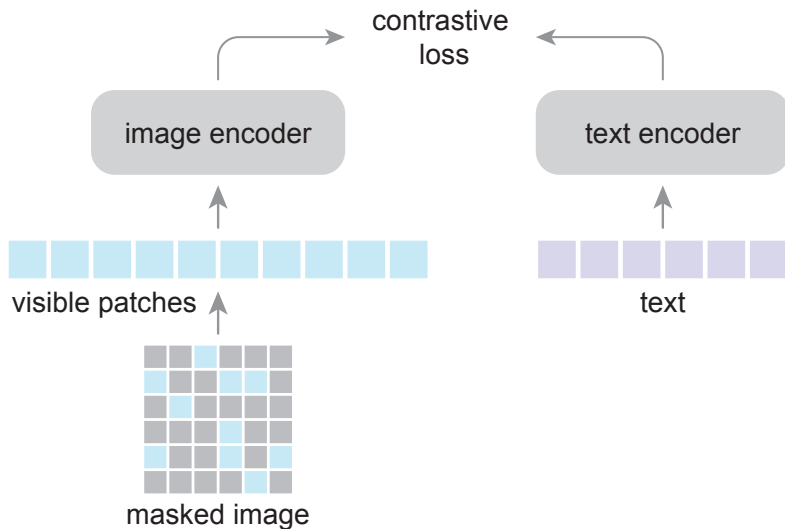 contrastive
loss
image encoder
text encoder
visible patches
text
masked image